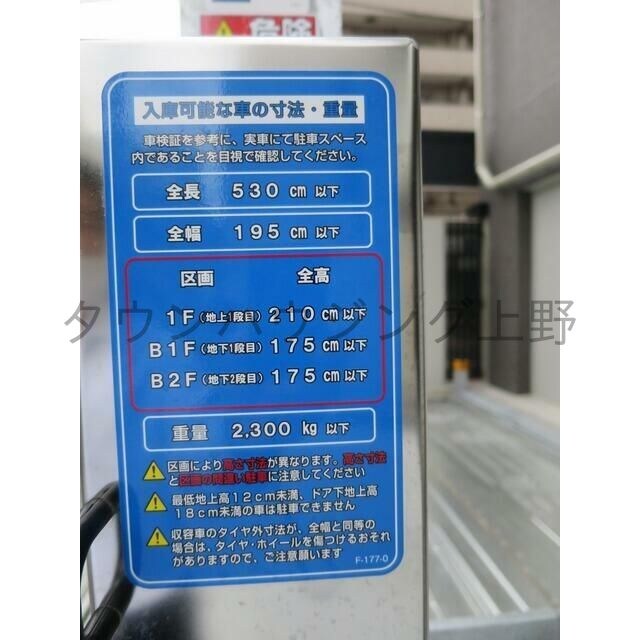 危険
入庫可能な車の寸法・重量
車検証を参考に、実車にて駐車スペース
内であることを目視で確認してください。
全長 530 cm 以下
全幅 195 cm 以下
区画 全高
1F(地上1段目) 210 cm 以下
B1F(地下1段目) 175 cm 以下
B2F(地下2段目) 175 cm 以下
タウンハウジング上野
重量 2,300 kg 以下
区画により高さ寸法が異なります。高さ寸法
と区画の間違い駐車に注意してください
最低地上高12cm未満、ドア下地上高
18cm未満の車は駐車できません
収容車のタイヤ外寸法が、全幅と同等の
場合は、タイヤ・ホイールを傷つけるおそれ
がありますので、ご注意願います
F-177-0